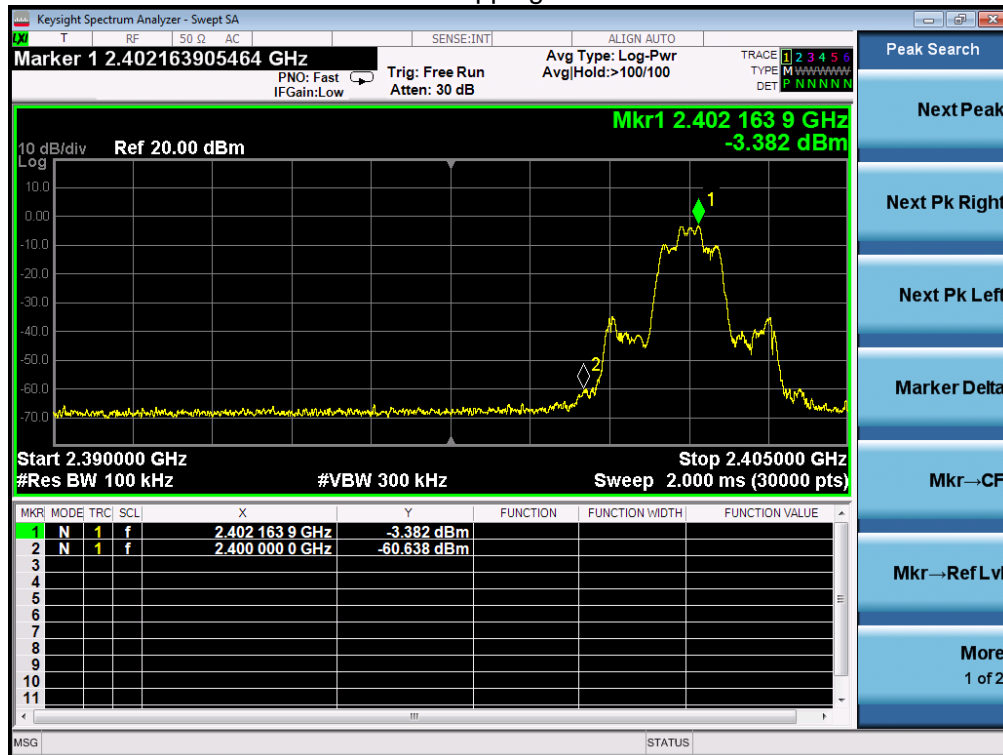 Keysight Spectrum Analyzer - Swept SA
LXI T RF 50 Ω AC SENSE:INT ALIGN AUTO
Marker 1 2.402163905464 GHz
PNO: Fast
IFGain:Low
Trig: Free Run
Atten: 30 dB
Avg Type: Log-Pwr
Avg|Hold:>100/100
TRACE 1 2 3 4 5 6
TYPE M W W W W W
DET P N N N N N
Mkr1 2.402 163 9 GHz
-3.382 dBm
10 dB/div Ref 20.00 dBm
Log
10.0
0.00
-10.0
-20.0
-30.0
-40.0
-50.0
-60.0
-70.0
1
2
Start 2.390000 GHz
Stop 2.405000 GHz
#Res BW 100 kHz
#VBW 300 kHz
Sweep 2.000 ms (30000 pts)
MKR MODE TRC SCL X Y FUNCTION FUNCTION WIDTH FUNCTION VALUE
1 N 1 f 2.402 163 9 GHz -3.382 dBm
2 N 1 f 2.400 000 0 GHz -60.638 dBm
3
4
5
6
7
8
9
10
11
MSG
STATUS
Peak Search
Next Peak
Next Pk Right
Next Pk Left
Marker Delta
Mkr→CF
Mkr→Ref Lvl
More
1 of 2